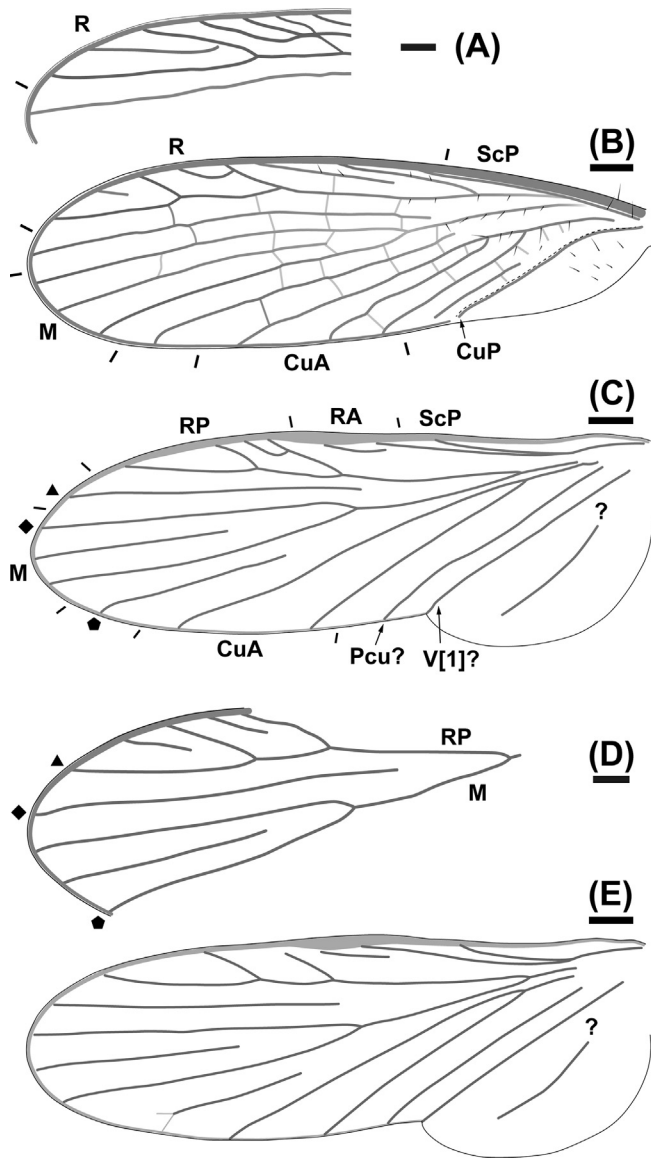 R
(A)
R ScP (B)
M CuA CuP
(C)
RP RA ScP
?
M
CuA Pcu? V[1]?
RP (D)
M
(E)
?